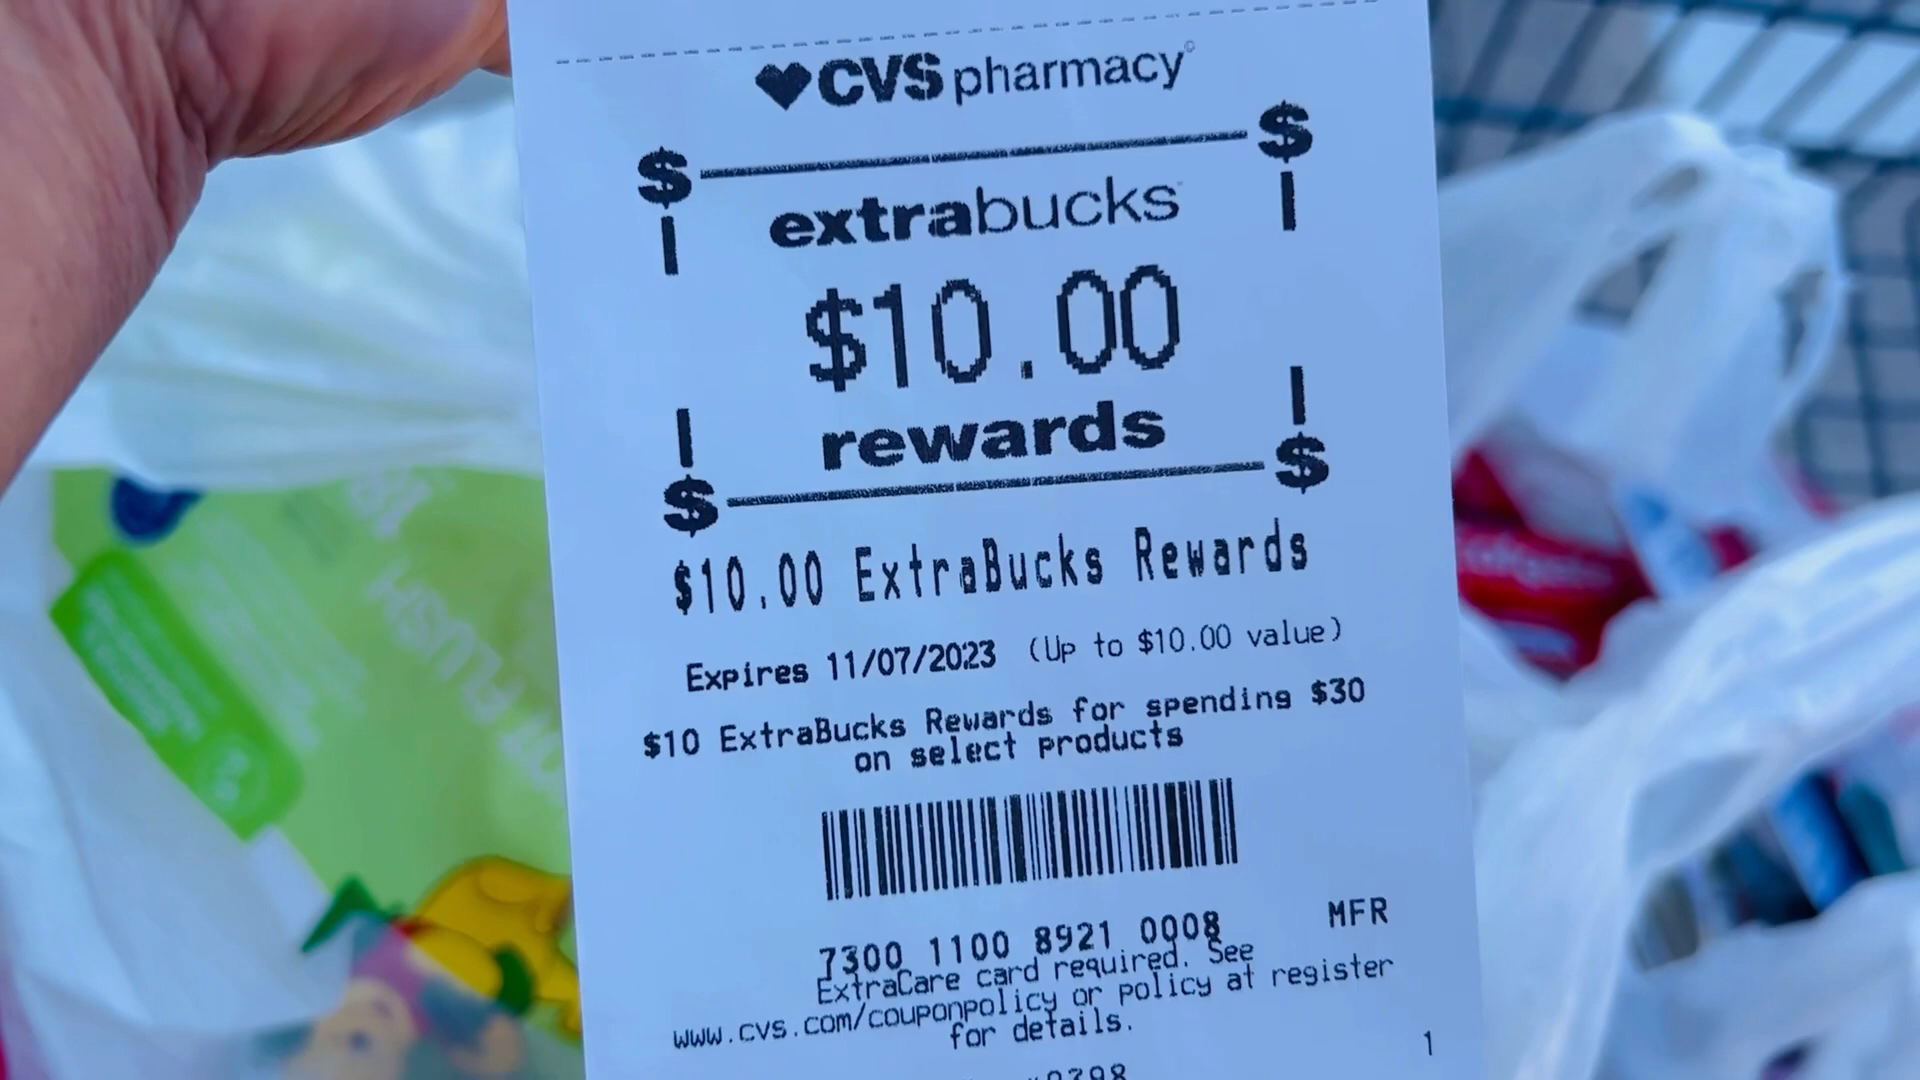 CVS pharmacy
$ $
extrabucks
$10.00
rewards
$ $
$10.00 ExtraBucks Rewards
Expires 11/07/2023 (Up to $10.00 value)
$10 ExtraBucks Rewards for spending $30
on select products
7300 1100 8921 0008 MFR
ExtraCare card required. See
www.cvs.com/couponpolicy or policy at register
for details.
1
FLUSH